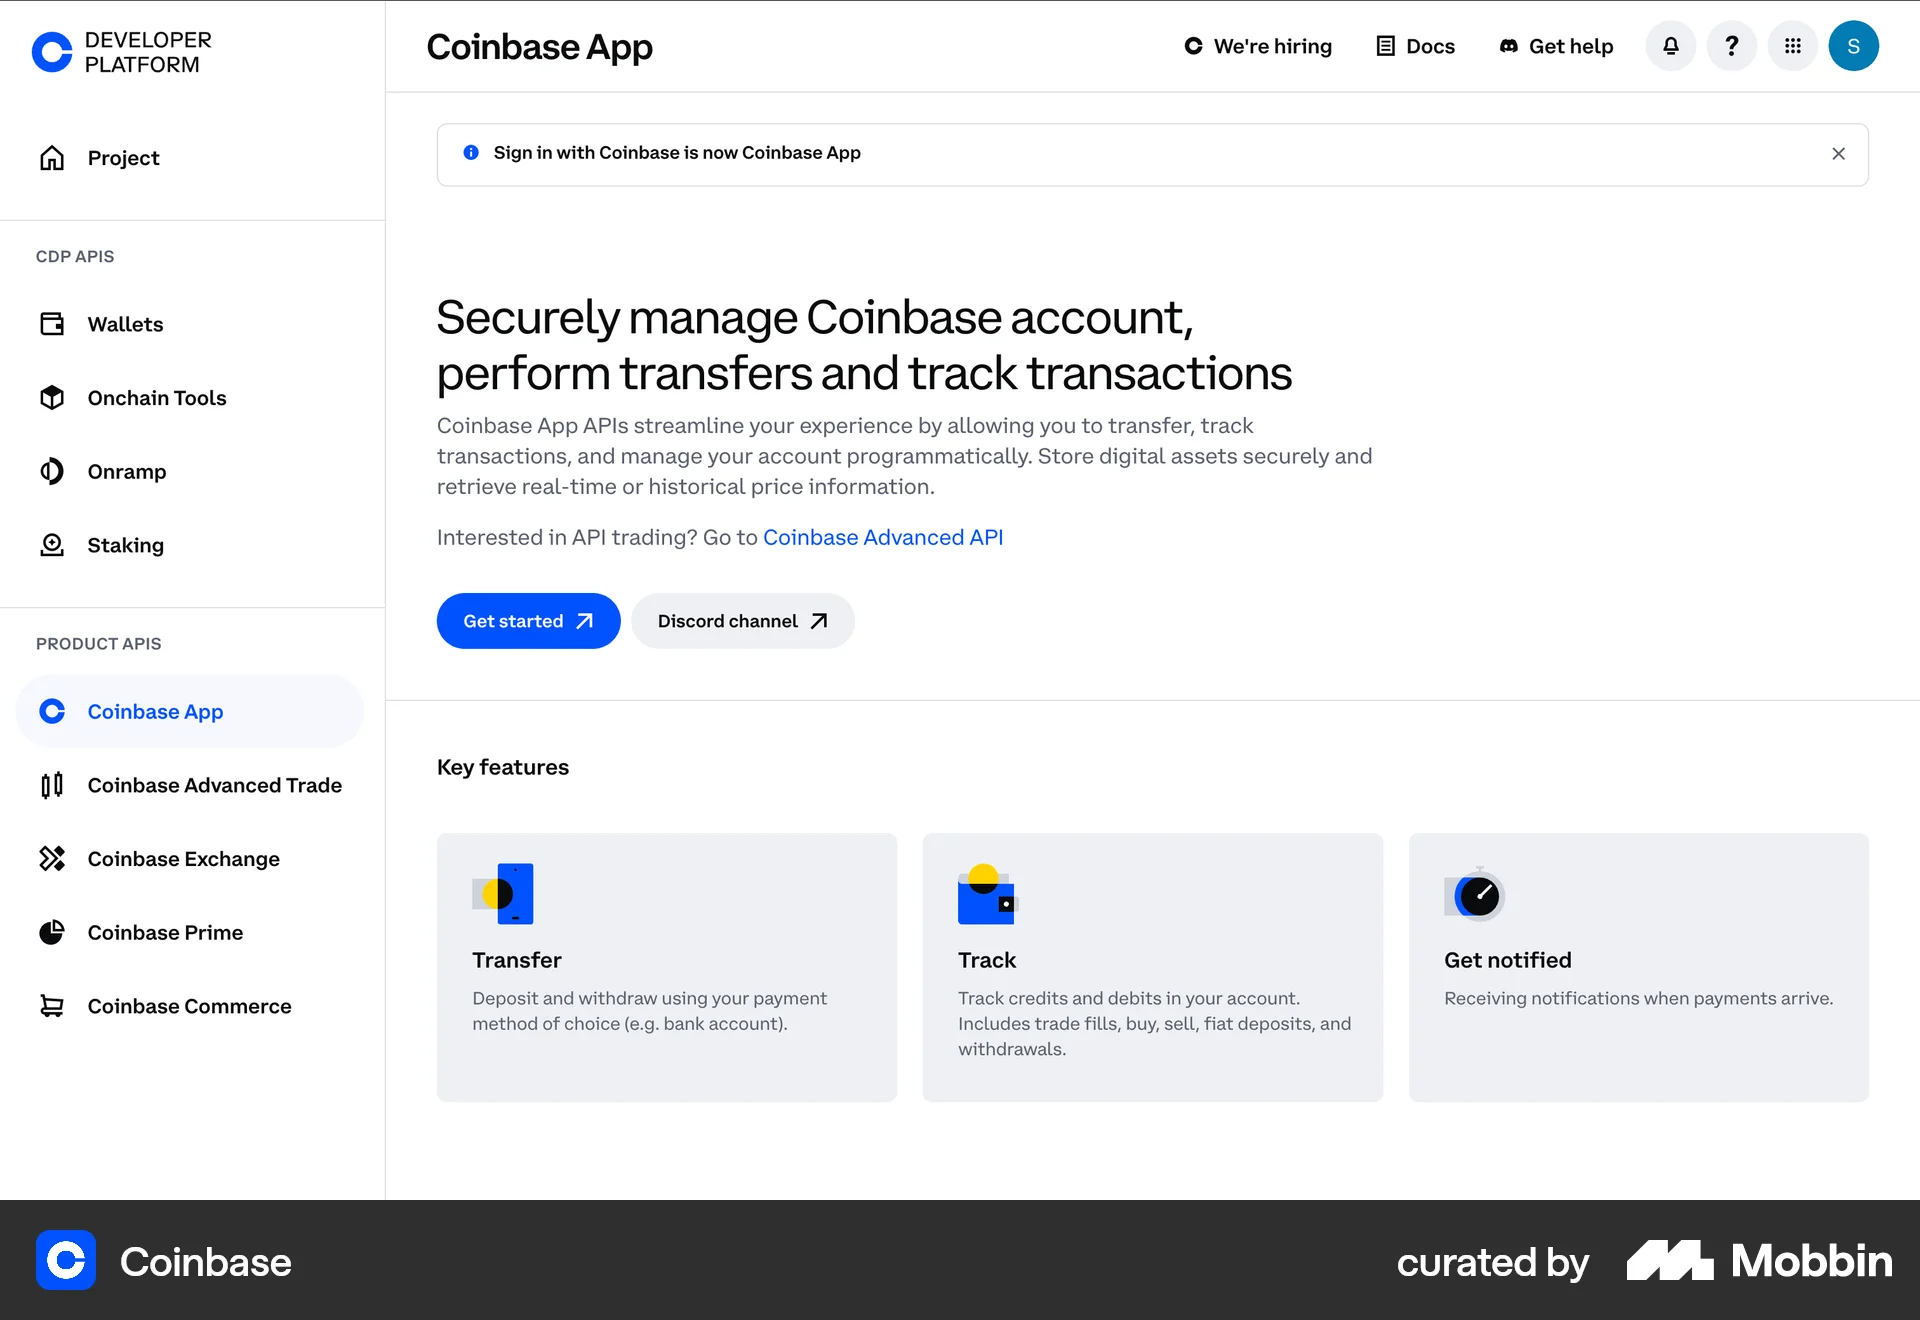 DEVELOPER
PLATFORM
Project
CDP APIS
Wallets
Onchain Tools
Onramp
Staking
PRODUCT APIS
Coinbase App
Coinbase Advanced Trade
Coinbase Exchange
Coinbase Prime
Coinbase Commerce
Coinbase App
We're hiring
Docs
Get help
?
S
Sign in with Coinbase is now Coinbase App
Securely manage Coinbase account,
perform transfers and track transactions
Coinbase App APIs streamline your experience by allowing you to transfer, track
transactions, and manage your account programmatically. Store digital assets securely and
retrieve real-time or historical price information.
Interested in API trading? Go to Coinbase Advanced API
Get started
Discord channel
Key features
Transfer
Deposit and withdraw using your payment
method of choice (e.g. bank account).
Track
Track credits and debits in your account.
Includes trade fills, buy, sell, fiat deposits, and
withdrawals.
Get notified
Receiving notifications when payments arrive.
Coinbase
curated by
Mobbin